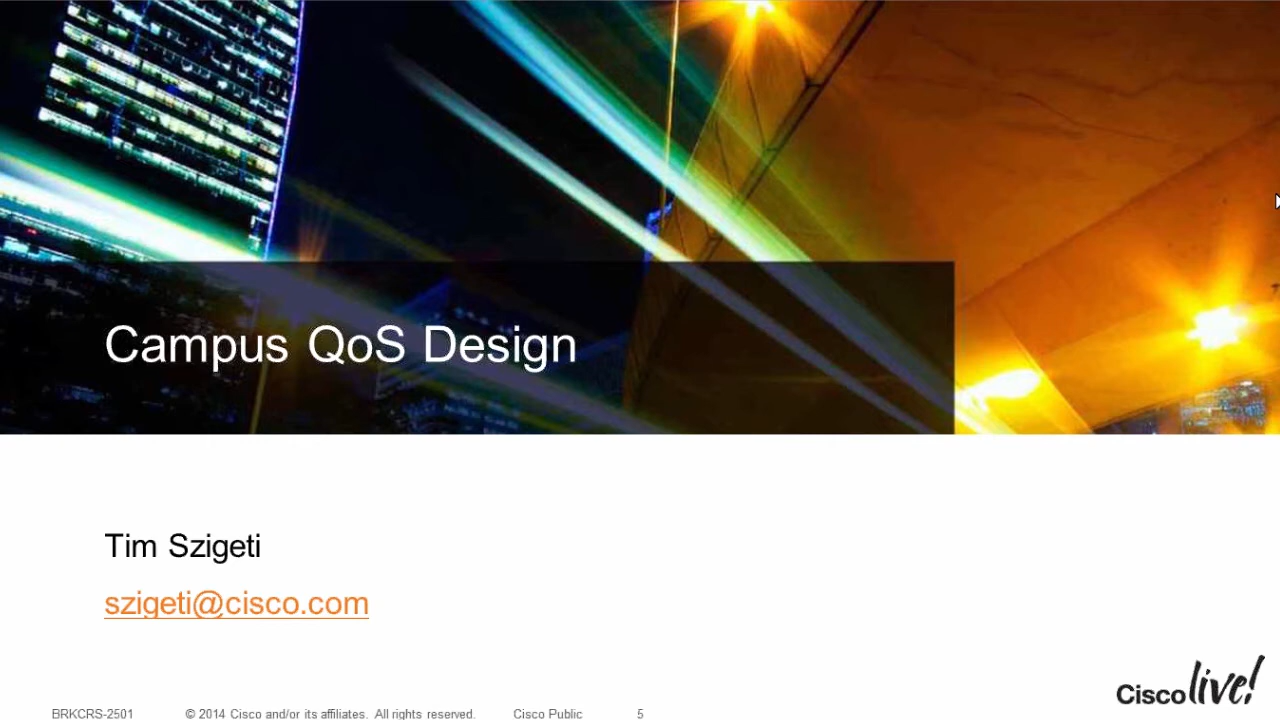 Campus QoS Design
Tim Szigeti
szigeti@cisco.com
Cisco live!
BRKCRS-2501 © 2014 Cisco and/or its affiliates. All rights reserved. Cisco Public 5